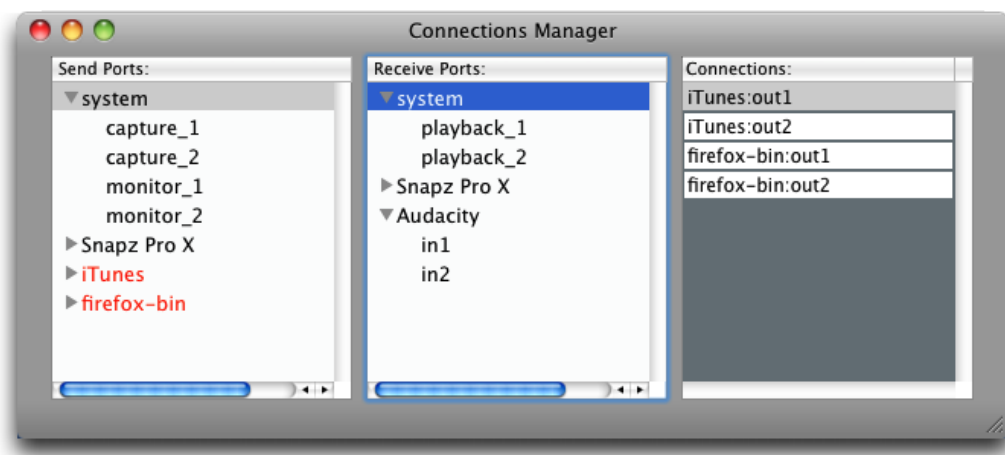 Connections Manager
Send Ports:
system
capture_1
capture_2
monitor_1
monitor_2
Snapz Pro X
iTunes
firefox-bin
Receive Ports:
system
playback_1
playback_2
Snapz Pro X
Audacity
in1
in2
Connections:
iTunes:out1
iTunes:out2
firefox-bin:out1
firefox-bin:out2